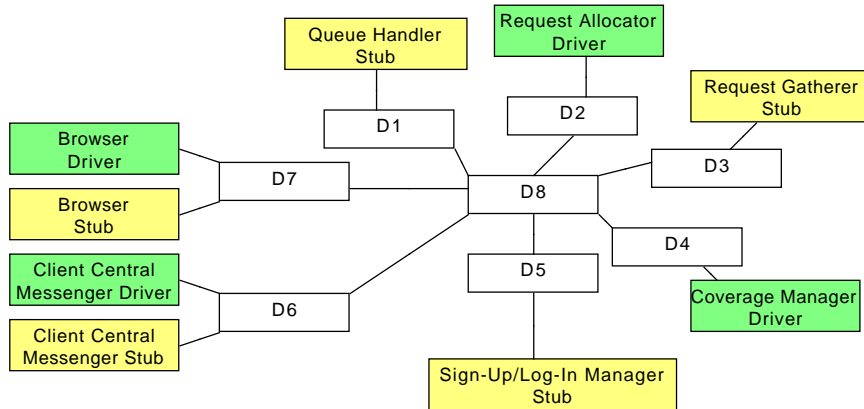 Queue Handler
Stub
Request Allocator
Driver
Request Gatherer
Stub
D1
D2
D3
Browser
Driver
D7
D8
Browser
Stub
D4
D5
Client Central
Messenger Driver
D6
Coverage Manager
Driver
Client Central
Messenger Stub
Sign-Up/Log-In Manager
Stub